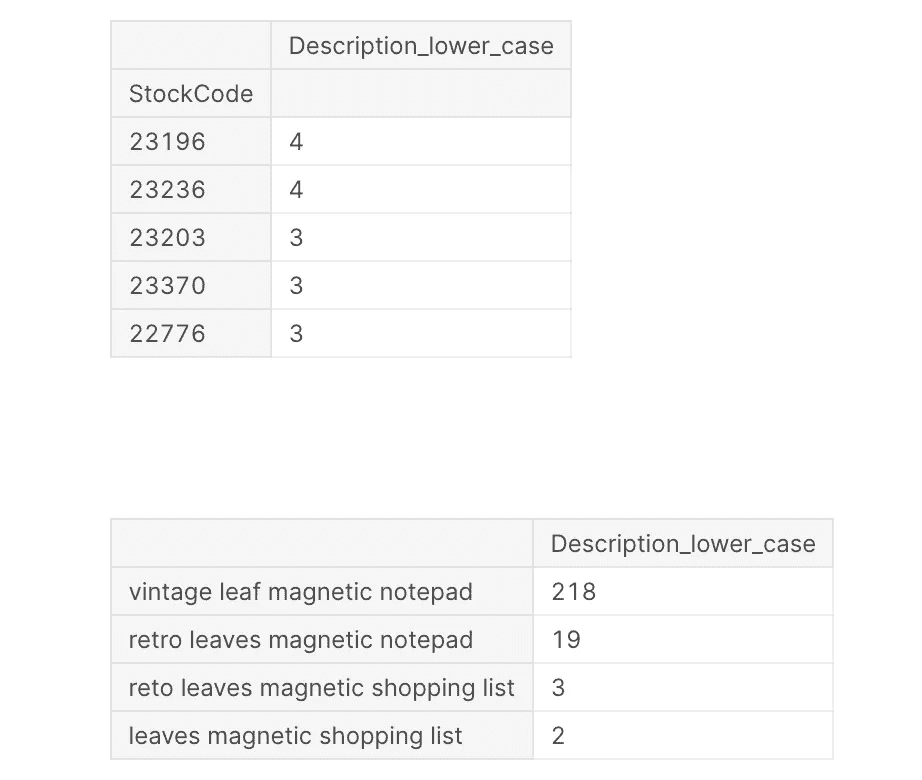 Description_lower_case
StockCode
23196 4
23236 4
23203 3
23370 3
22776 3
Description_lower_case
vintage leaf magnetic notepad 218
retro leaves magnetic notepad 19
reto leaves magnetic shopping list 3
leaves magnetic shopping list 2